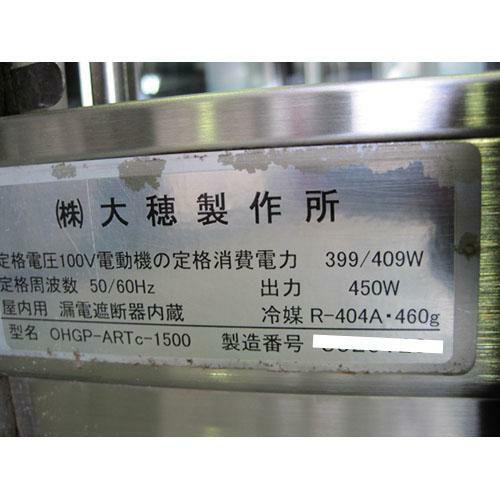 ㈱ 大穂製作所
定格電圧100V電動機の定格消費電力 399/409W
定格周波数 50/60Hz 出力 450W
屋内用 漏電遮断器内蔵 冷媒 R-404A・460g
型名 OHGP-ARTc-1500 製造番号